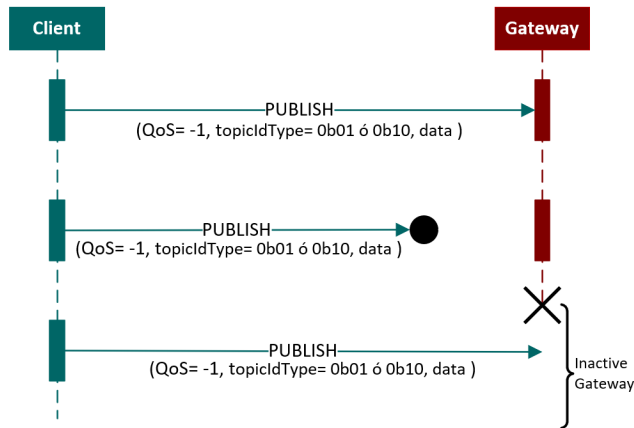 Client
Gateway
PUBLISH
(QoS= -1, topicIdType= 0b01 ó 0b10, data )
PUBLISH
(QoS= -1, topicIdType= 0b01 ó 0b10, data )
PUBLISH
(QoS= -1, topicIdType= 0b01 ó 0b10, data )
Inactive
Gateway